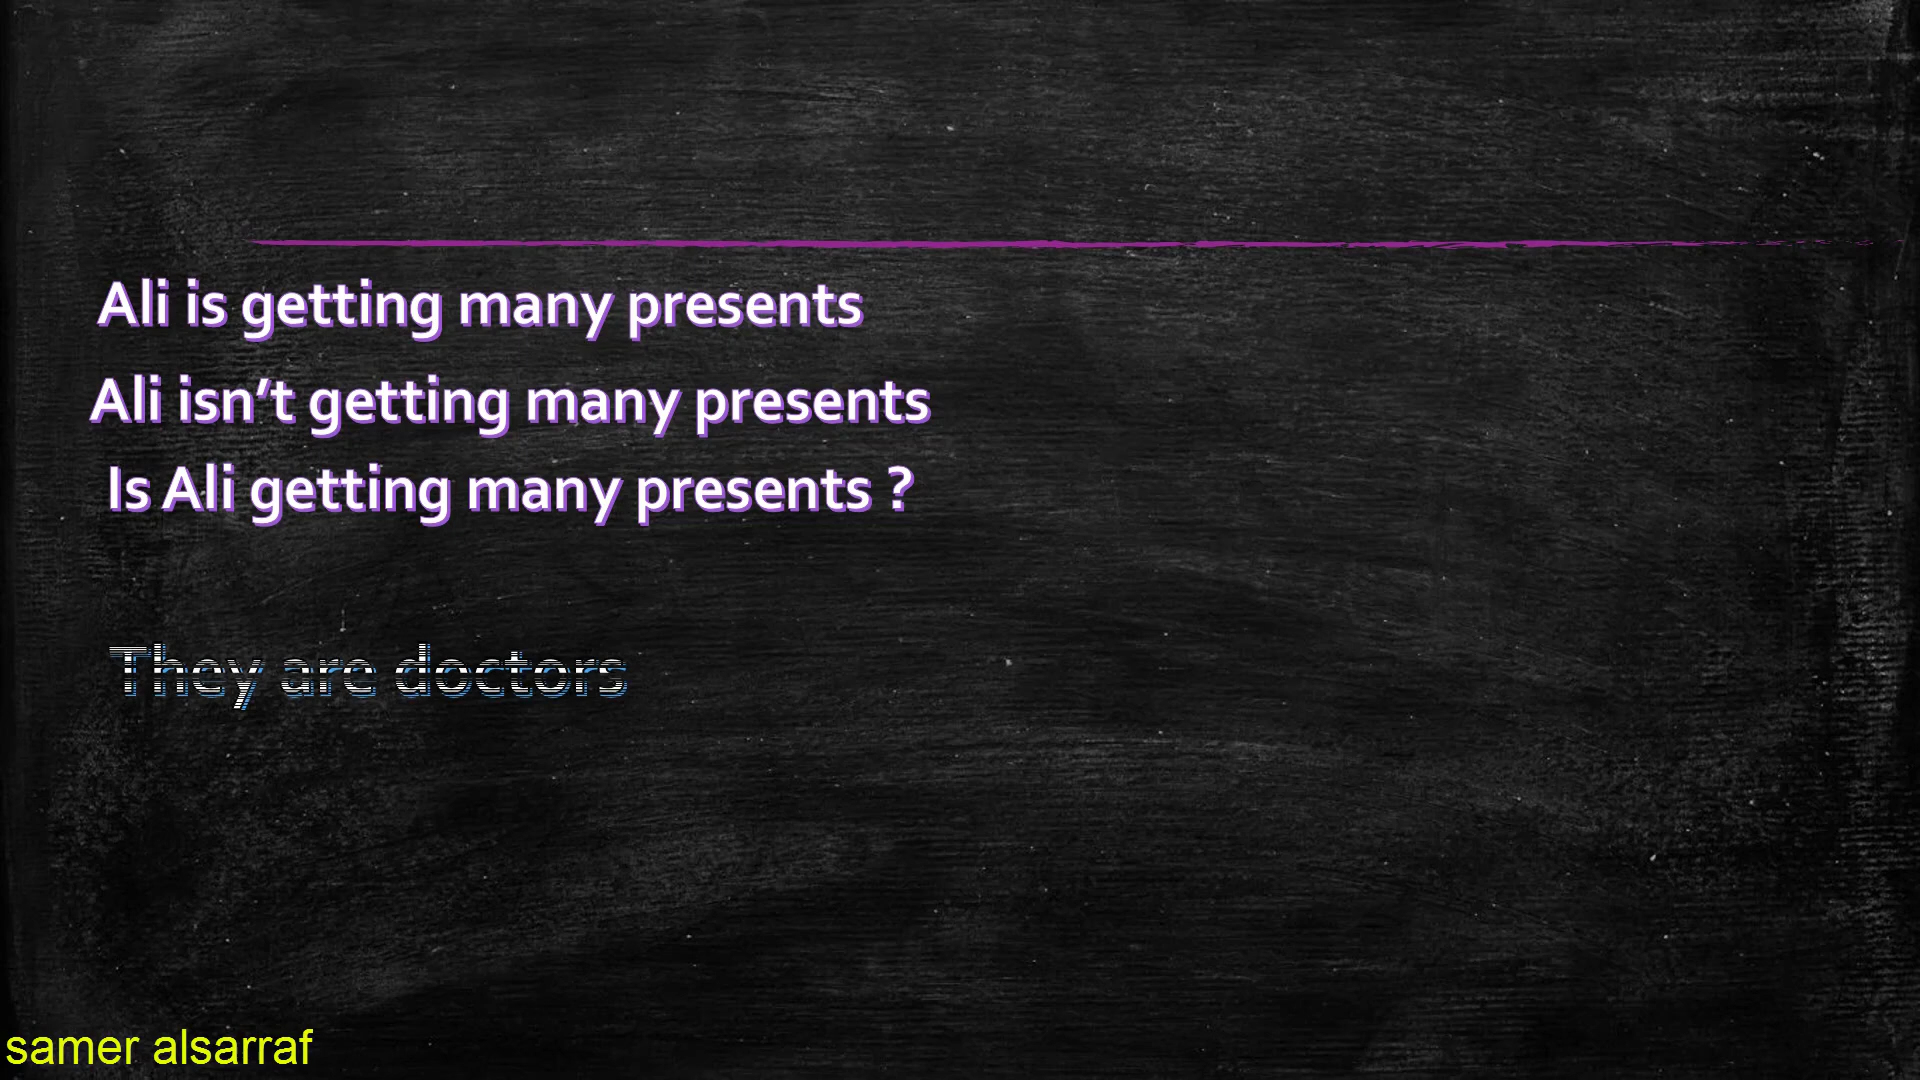 Ali is getting many presents
Ali isn’t getting many presents
Is Ali getting many presents ?
They are doctors
samer alsarraf